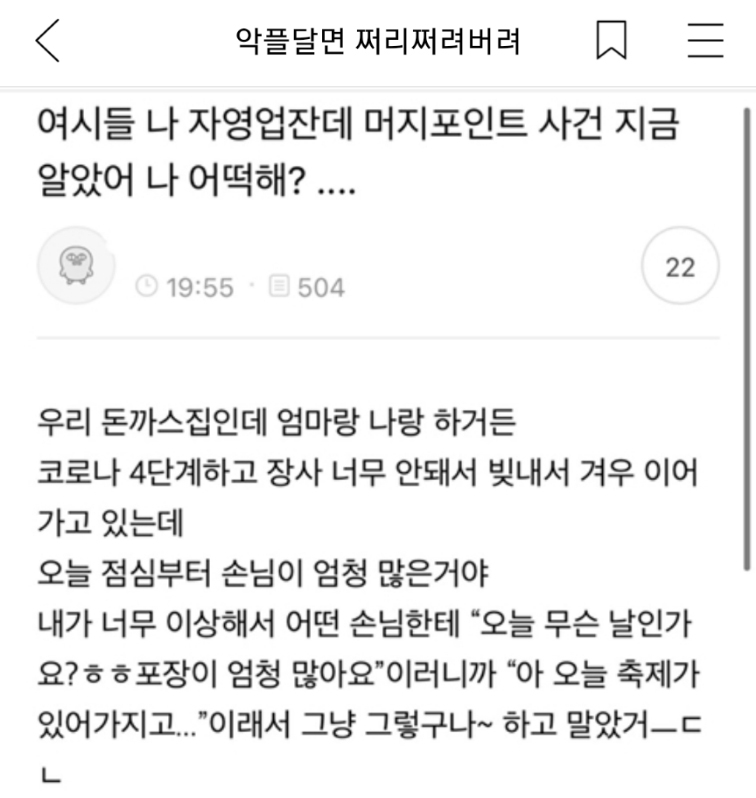 악플달면 쩌리쩌려버려
여시들 나 자영업잔데 머지포인트 사건 지금
알았어 나 어떡해? ....
19:55 · 504
22
우리 돈까스집인데 엄마랑 나랑 하거든
코로나 4단계하고 장사 너무 안돼서 빚내서 겨우 이어
가고 있는데
오늘 점심부터 손님이 엄청 많은거야
내가 너무 이상해서 어떤 손님한테 “오늘 무슨 날인가
요?ㅎㅎ포장이 엄청 많아요”이러니까 “아 오늘 축제가
있어가지고...”이래서 그냥 그렇구나~ 하고 말았거ㅡㄷ
ㄴ